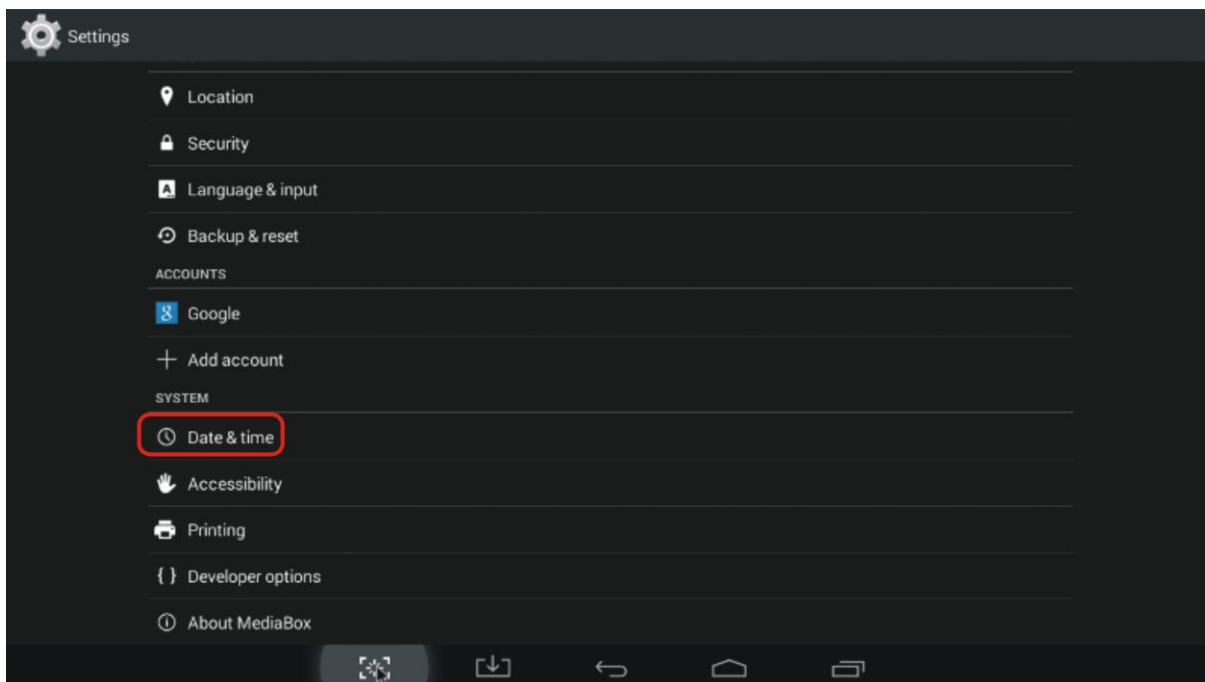 Settings
Location
Security
Language & input
Backup & reset
ACCOUNTS
Google
Add account
SYSTEM
Date & time
Accessibility
Printing
{ } Developer options
About MediaBox